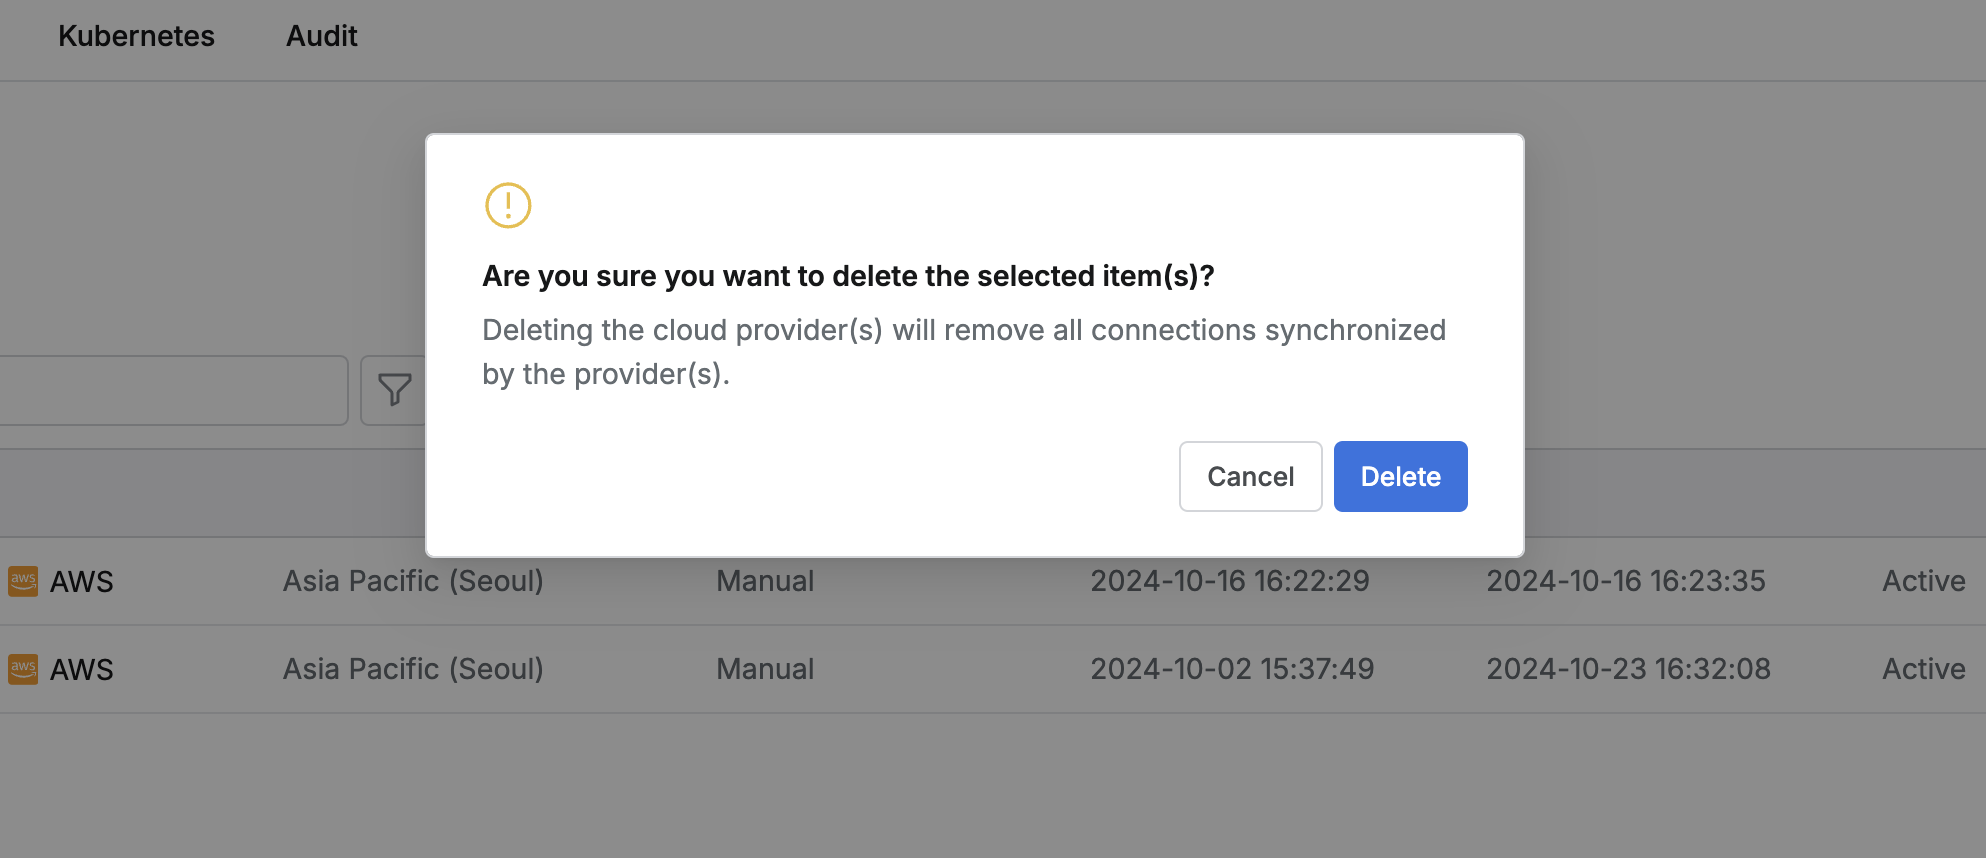 Kubernetes Audit
!
Are you sure you want to delete the selected item(s)?
Deleting the cloud provider(s) will remove all connections synchronized
by the provider(s).
Cancel Delete
aws AWS Asia Pacific (Seoul) Manual 2024-10-16 16:22:29 2024-10-16 16:23:35 Active
aws AWS Asia Pacific (Seoul) Manual 2024-10-02 15:37:49 2024-10-23 16:32:08 Active